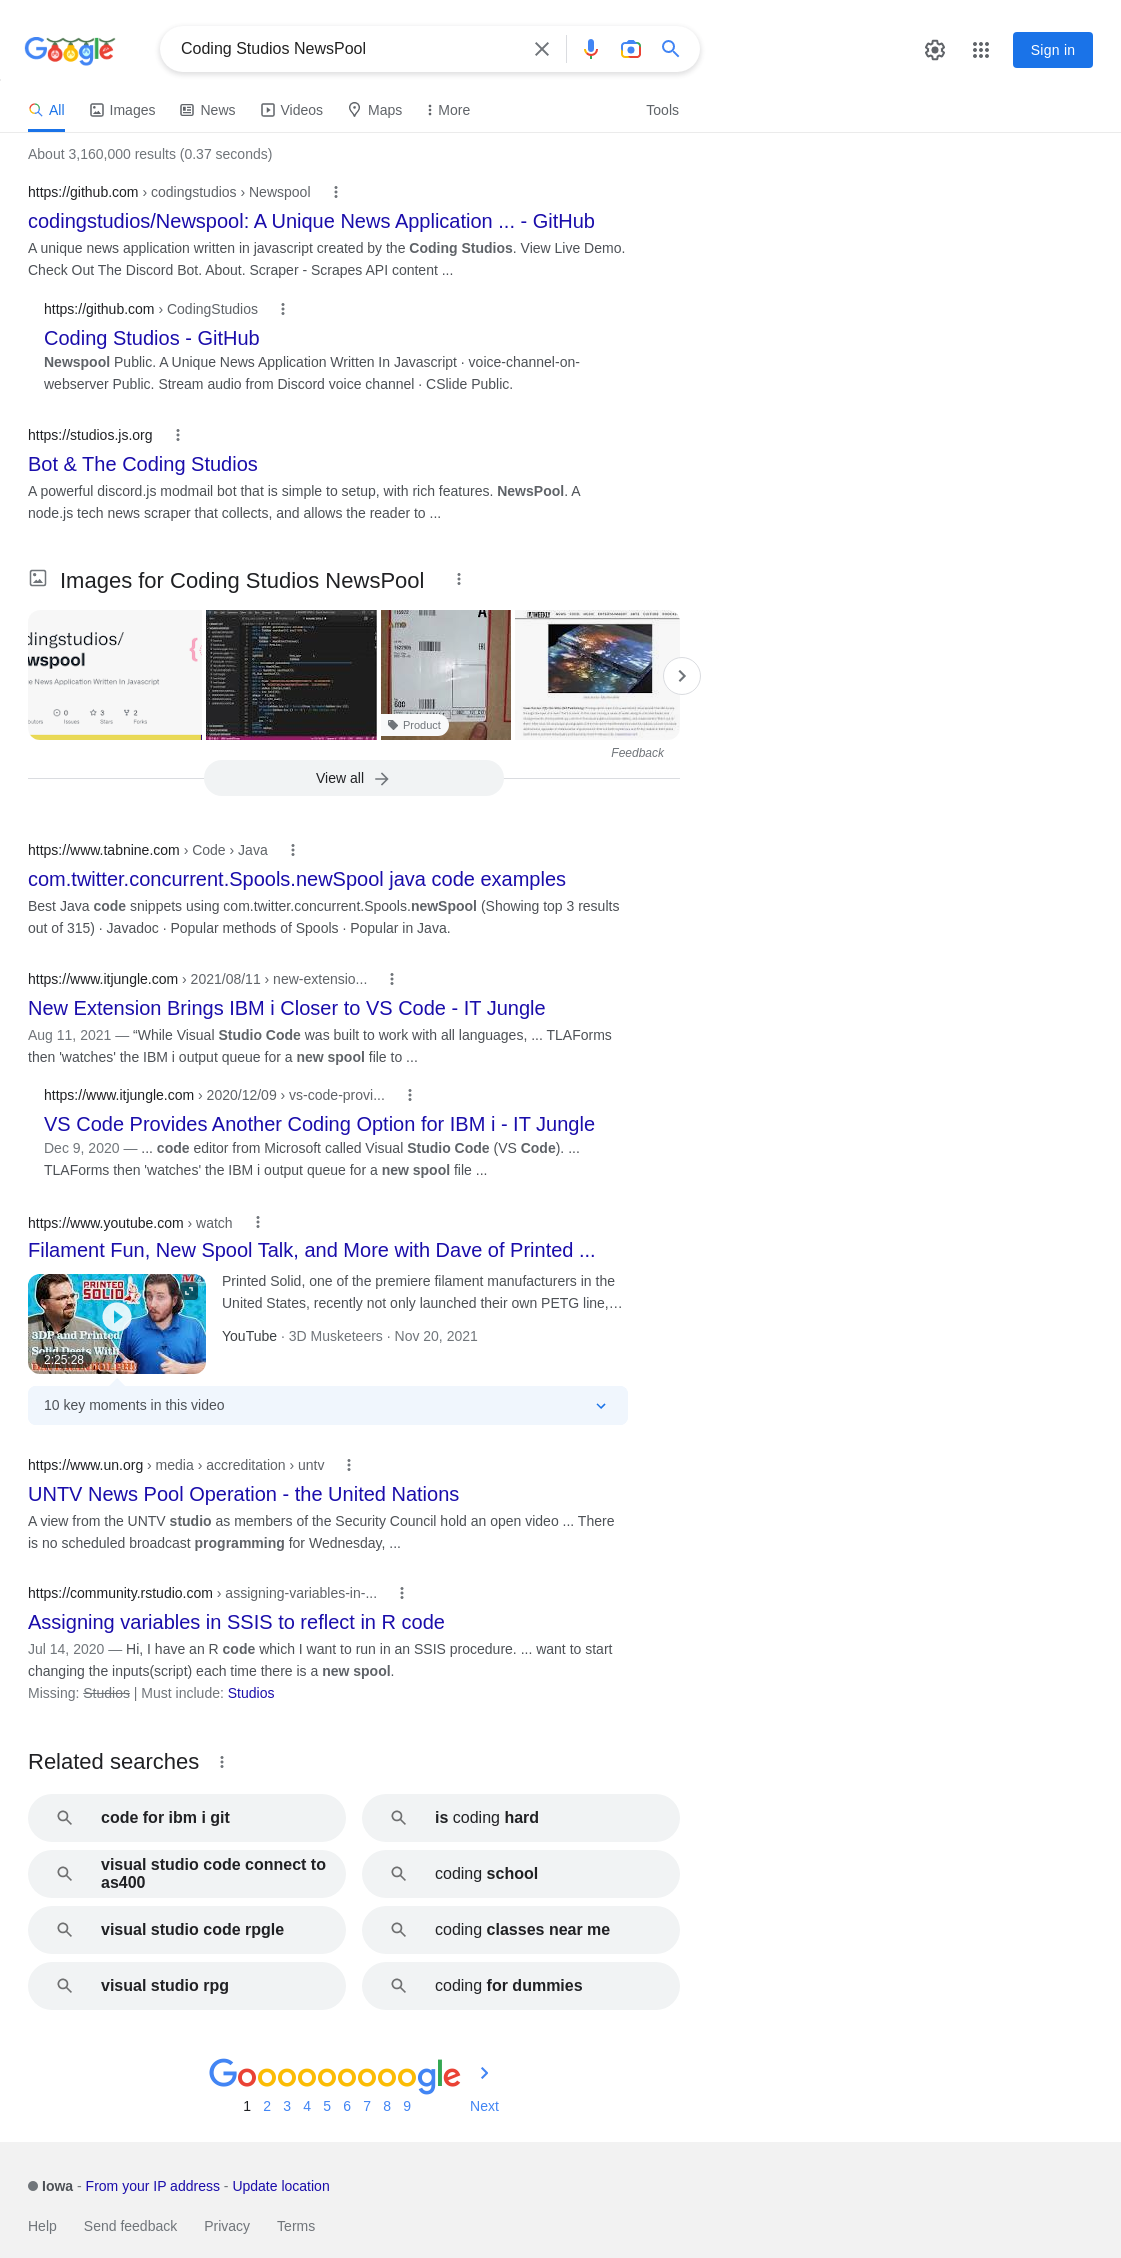 Google
Coding Studios NewsPool
Sign in
All
Images
News
Videos
Maps
More
Tools
About 3,160,000 results (0.37 seconds)
https://github.com › codingstudios › Newspool
codingstudios/Newspool: A Unique News Application ... - GitHub
A unique news application written in javascript created by the Coding Studios. View Live Demo.
Check Out The Discord Bot. About. Scraper - Scrapes API content ...
https://github.com › CodingStudios
Coding Studios - GitHub
Newspool Public. A Unique News Application Written In Javascript · voice-channel-on-
webserver Public. Stream audio from Discord voice channel · CSlide Public.
https://studios.js.org
Bot & The Coding Studios
A powerful discord.js modmail bot that is simple to setup, with rich features. NewsPool. A
node.js tech news scraper that collects, and allows the reader to ...
Images for Coding Studios NewsPool
dingstudios/
wspool
e News Application Written In Javascript
0
3
2
utors
Issues
Stars
Forks
Product
Feedback
View all
https://www.tabnine.com › Code › Java
com.twitter.concurrent.Spools.newSpool java code examples
Best Java code snippets using com.twitter.concurrent.Spools.newSpool (Showing top 3 results
out of 315) · Javadoc · Popular methods of Spools · Popular in Java.
https://www.itjungle.com › 2021/08/11 › new-extensio...
New Extension Brings IBM i Closer to VS Code - IT Jungle
Aug 11, 2021 — “While Visual Studio Code was built to work with all languages, ... TLAForms
then 'watches' the IBM i output queue for a new spool file to ...
https://www.itjungle.com › 2020/12/09 › vs-code-provi...
VS Code Provides Another Coding Option for IBM i - IT Jungle
Dec 9, 2020 — ... code editor from Microsoft called Visual Studio Code (VS Code). ...
TLAForms then 'watches' the IBM i output queue for a new spool file ...
https://www.youtube.com › watch
Filament Fun, New Spool Talk, and More with Dave of Printed ...
PRINTED
SOLID
3DP and Printed
Solid Deets With
2:25:28
Printed Solid, one of the premiere filament manufacturers in the
United States, recently not only launched their own PETG line,…
YouTube · 3D Musketeers · Nov 20, 2021
10 key moments in this video
https://www.un.org › media › accreditation › untv
UNTV News Pool Operation - the United Nations
A view from the UNTV studio as members of the Security Council hold an open video ... There
is no scheduled broadcast programming for Wednesday, ...
https://community.rstudio.com › assigning-variables-in-...
Assigning variables in SSIS to reflect in R code
Jul 14, 2020 — Hi, I have an R code which I want to run in an SSIS procedure. ... want to start
changing the inputs(script) each time there is a new spool.
Missing: Studios | Must include: Studios
Related searches
code for ibm i git
is coding hard
visual studio code connect to
as400
coding school
visual studio code rpgle
coding classes near me
visual studio rpg
coding for dummies
Goooooooooogle
1 2 3 4 5 6 7 8 9 Next
Iowa - From your IP address - Update location
Help
Send feedback
Privacy
Terms